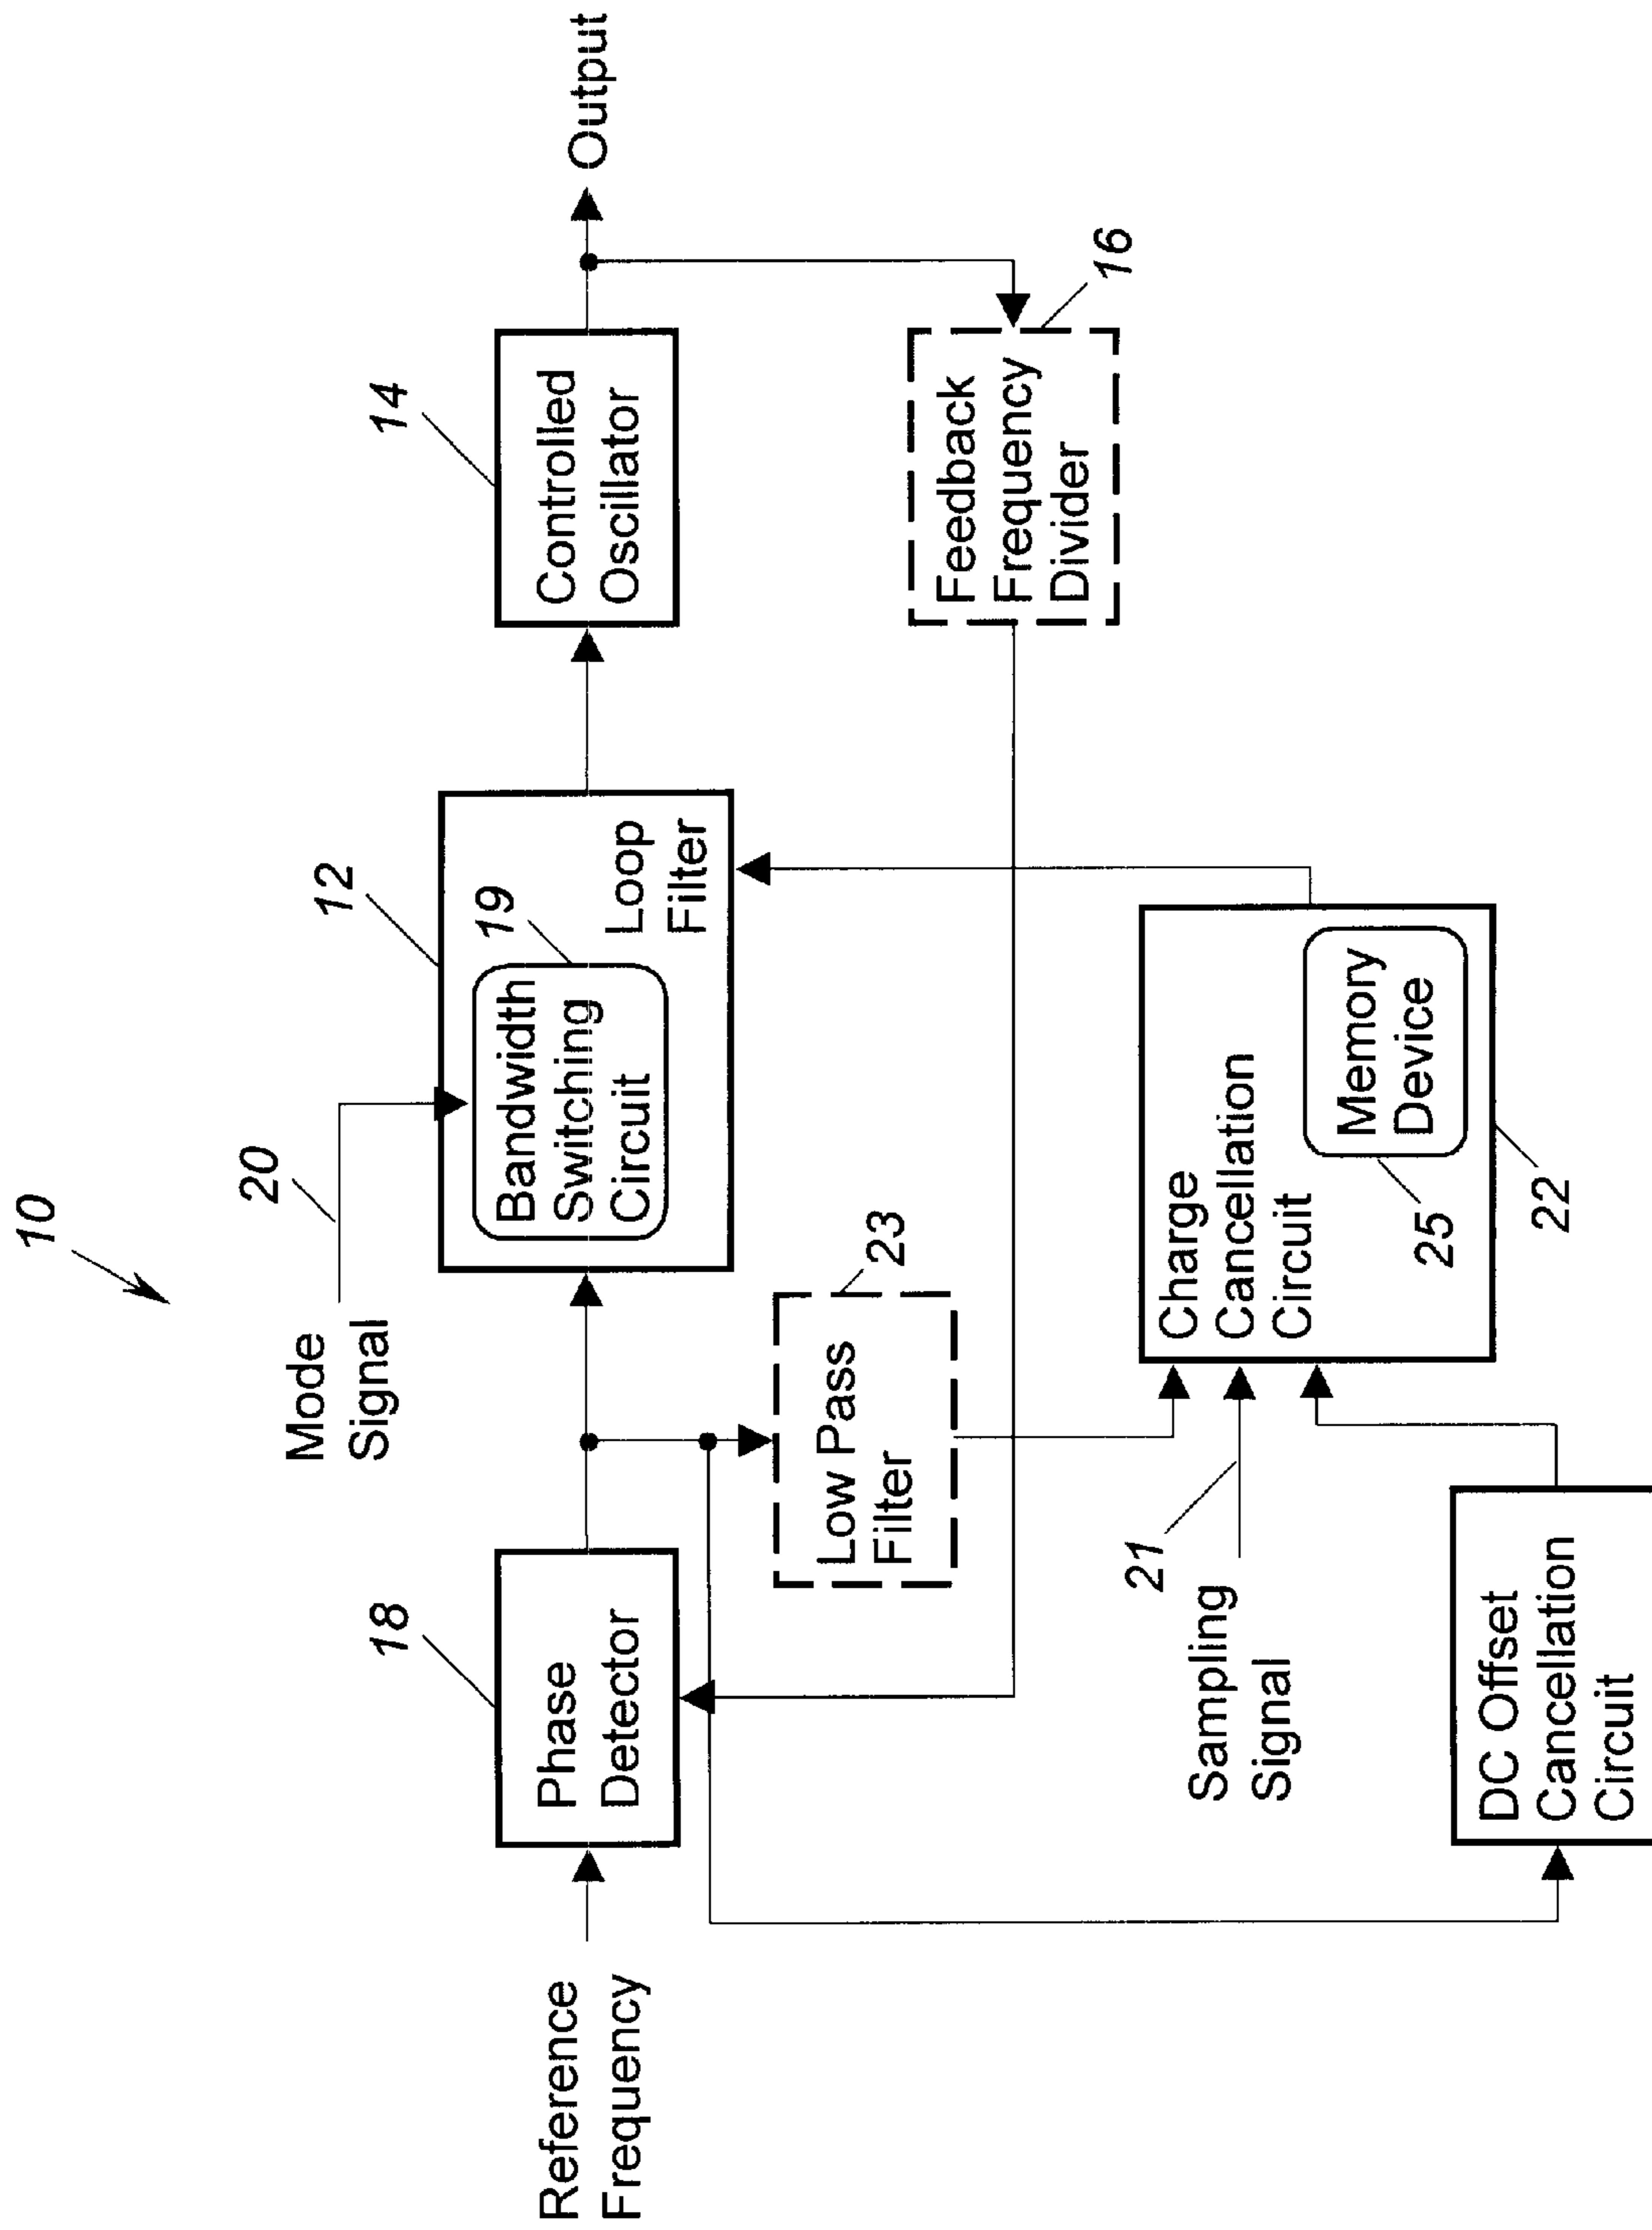 10
Mode
Signal
20
Reference
Frequency
18
Phase
Detector
12
Bandwidth
Switching
Circuit
19
Loop
Filter
14
Controlled
Oscillator
Output
Low Pass
Filter
23
Feedback
Frequency
Divider
16
Sampling
Signal
21
Charge
Cancellation
Circuit
Memory
Device
25
22
DC Offset
Cancellation
Circuit